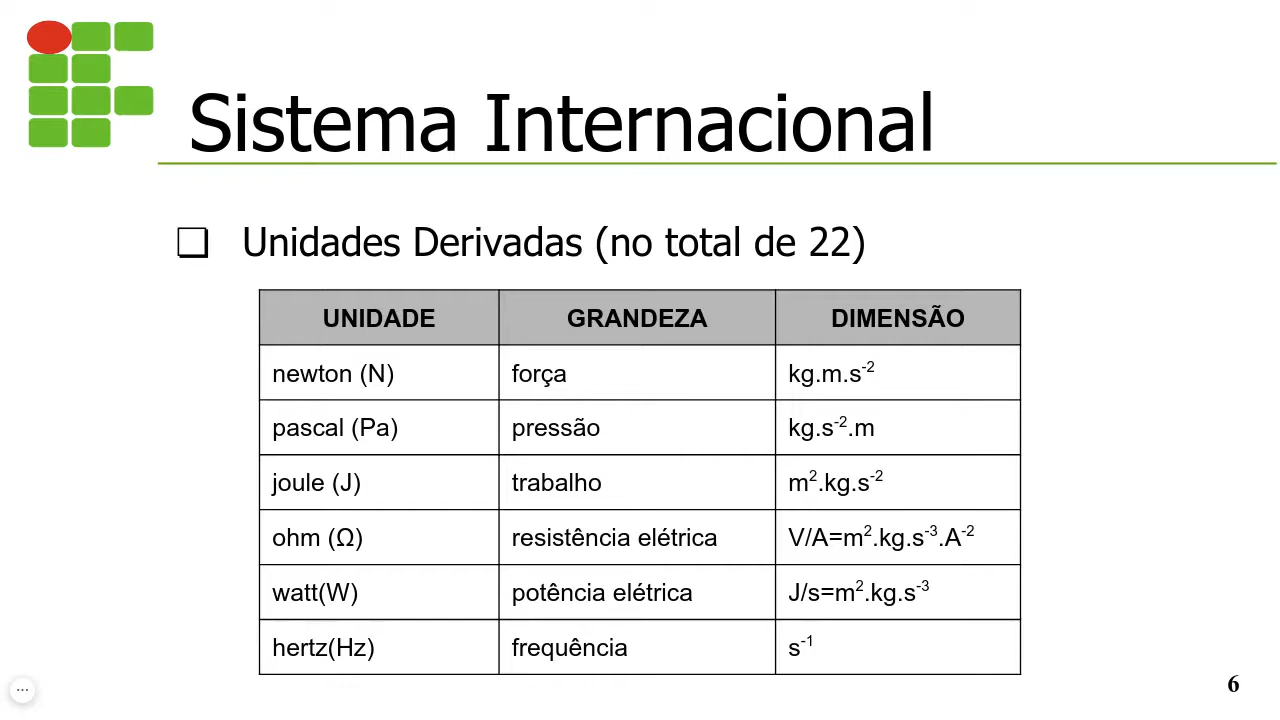 Sistema Internacional
❏ Unidades Derivadas (no total de 22)
UNIDADE GRANDEZA DIMENSÃO
newton (N) força kg.m.s⁻²
pascal (Pa) pressão kg.s⁻².m
joule (J) trabalho m².kg.s⁻²
ohm (Ω) resistência elétrica V/A=m².kg.s⁻³.A⁻²
watt(W) potência elétrica J/s=m².kg.s⁻³
hertz(Hz) frequência s⁻¹
6